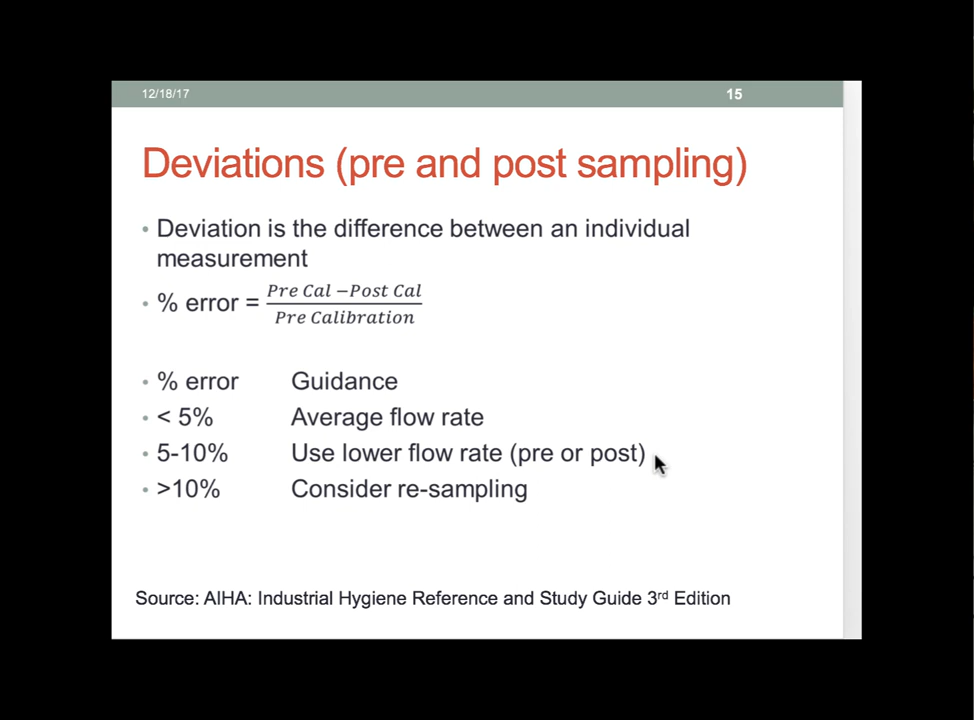 12/18/17 15
Deviations (pre and post sampling)
• Deviation is the difference between an individual
measurement
• % error = Pre Cal −Post Cal / Pre Calibration
• % error Guidance
• < 5% Average flow rate
• 5-10% Use lower flow rate (pre or post)
• >10% Consider re-sampling
Source: AIHA: Industrial Hygiene Reference and Study Guide 3rd Edition